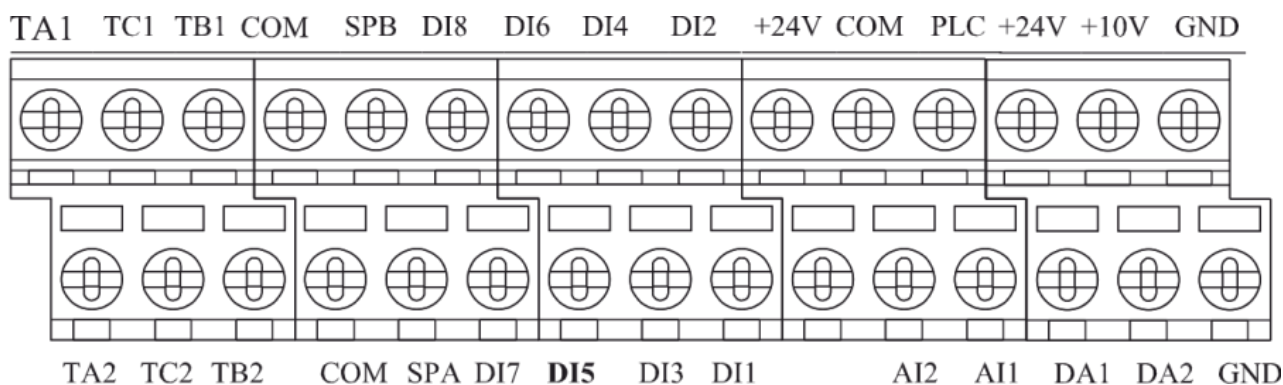 TA1 TC1 TB1 COM SPB DI8 DI6 DI4 DI2 +24V COM PLC +24V +10V GND
TA2 TC2 TB2 COM SPA DI7 DI5 DI3 DI1 AI2 AI1 DA1 DA2 GND